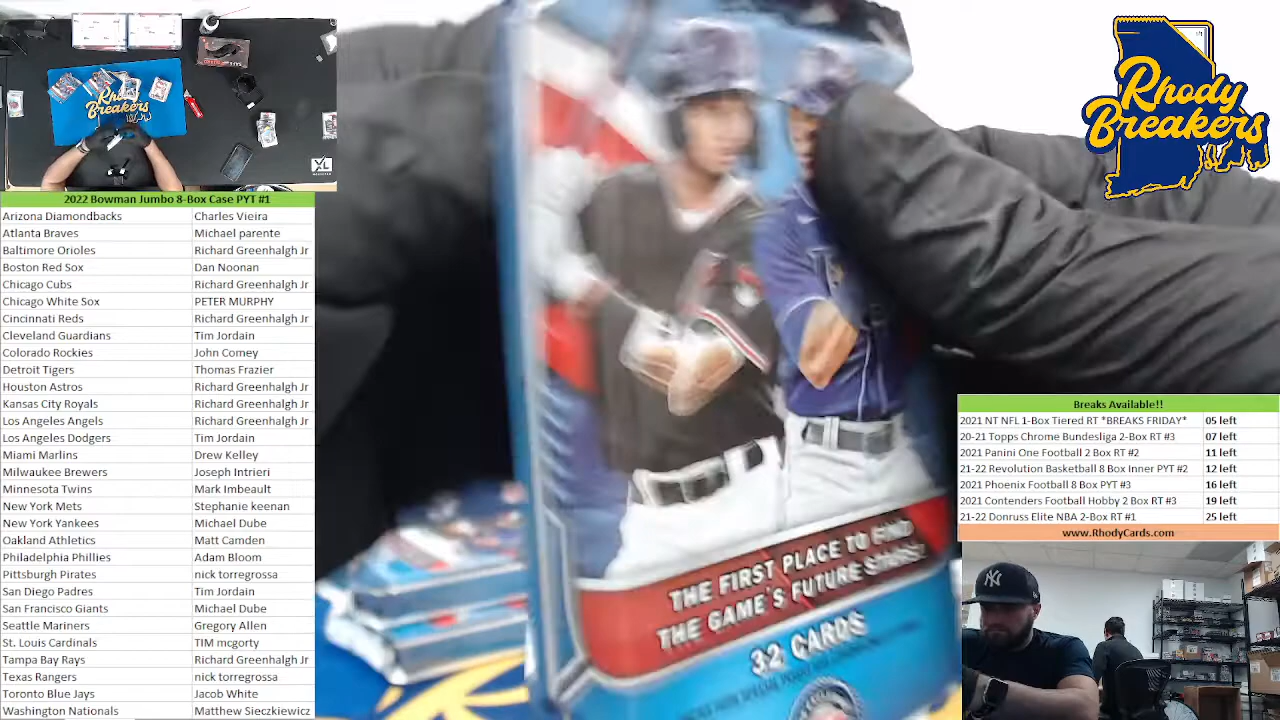 2022 Bowman Jumbo 8-Box Case PYT #1
Arizona Diamondbacks Charles Vieira
Atlanta Braves Michael parente
Baltimore Orioles Richard Greenhalgh Jr
Boston Red Sox Dan Noonan
Chicago Cubs Richard Greenhalgh Jr
Chicago White Sox PETER MURPHY
Cincinnati Reds Richard Greenhalgh Jr
Cleveland Guardians Tim Jordain
Colorado Rockies John Comey
Detroit Tigers Thomas Frazier
Houston Astros Richard Greenhalgh Jr
Kansas City Royals Richard Greenhalgh Jr
Los Angeles Angels Richard Greenhalgh Jr
Los Angeles Dodgers Tim Jordain
Miami Marlins Drew Kelley
Milwaukee Brewers Joseph Intrieri
Minnesota Twins Mark Imbeault
New York Mets Stephanie keenan
New York Yankees Michael Dube
Oakland Athletics Matt Camden
Philadelphia Phillies Adam Bloom
Pittsburgh Pirates nick torregrossa
San Diego Padres Tim Jordain
San Francisco Giants Michael Dube
Seattle Mariners Gregory Allen
St. Louis Cardinals TIM mcgorty
Tampa Bay Rays Richard Greenhalgh Jr
Texas Rangers nick torregrossa
Toronto Blue Jays Jacob White
Washington Nationals Matthew Sieczkiewicz
Rhody
Breakers
XL
THE FIRST PLACE TO FIND
THE GAME'S FUTURE STARS!
32 CARDS
Rhody
Breakers
Breaks Available!!
2021 NT NFL 1-Box Tiered RT *BREAKS FRIDAY* 05 left
20-21 Topps Chrome Bundesliga 2-Box RT #3 07 left
2021 Panini One Football 2 Box RT #2 11 left
21-22 Revolution Basketball 8 Box Inner PYT #2 12 left
2021 Phoenix Football 8 Box PYT #3 16 left
2021 Contenders Football Hobby 2 Box RT #3 19 left
21-22 Donruss Elite NBA 2-Box RT #1 25 left
www.RhodyCards.com